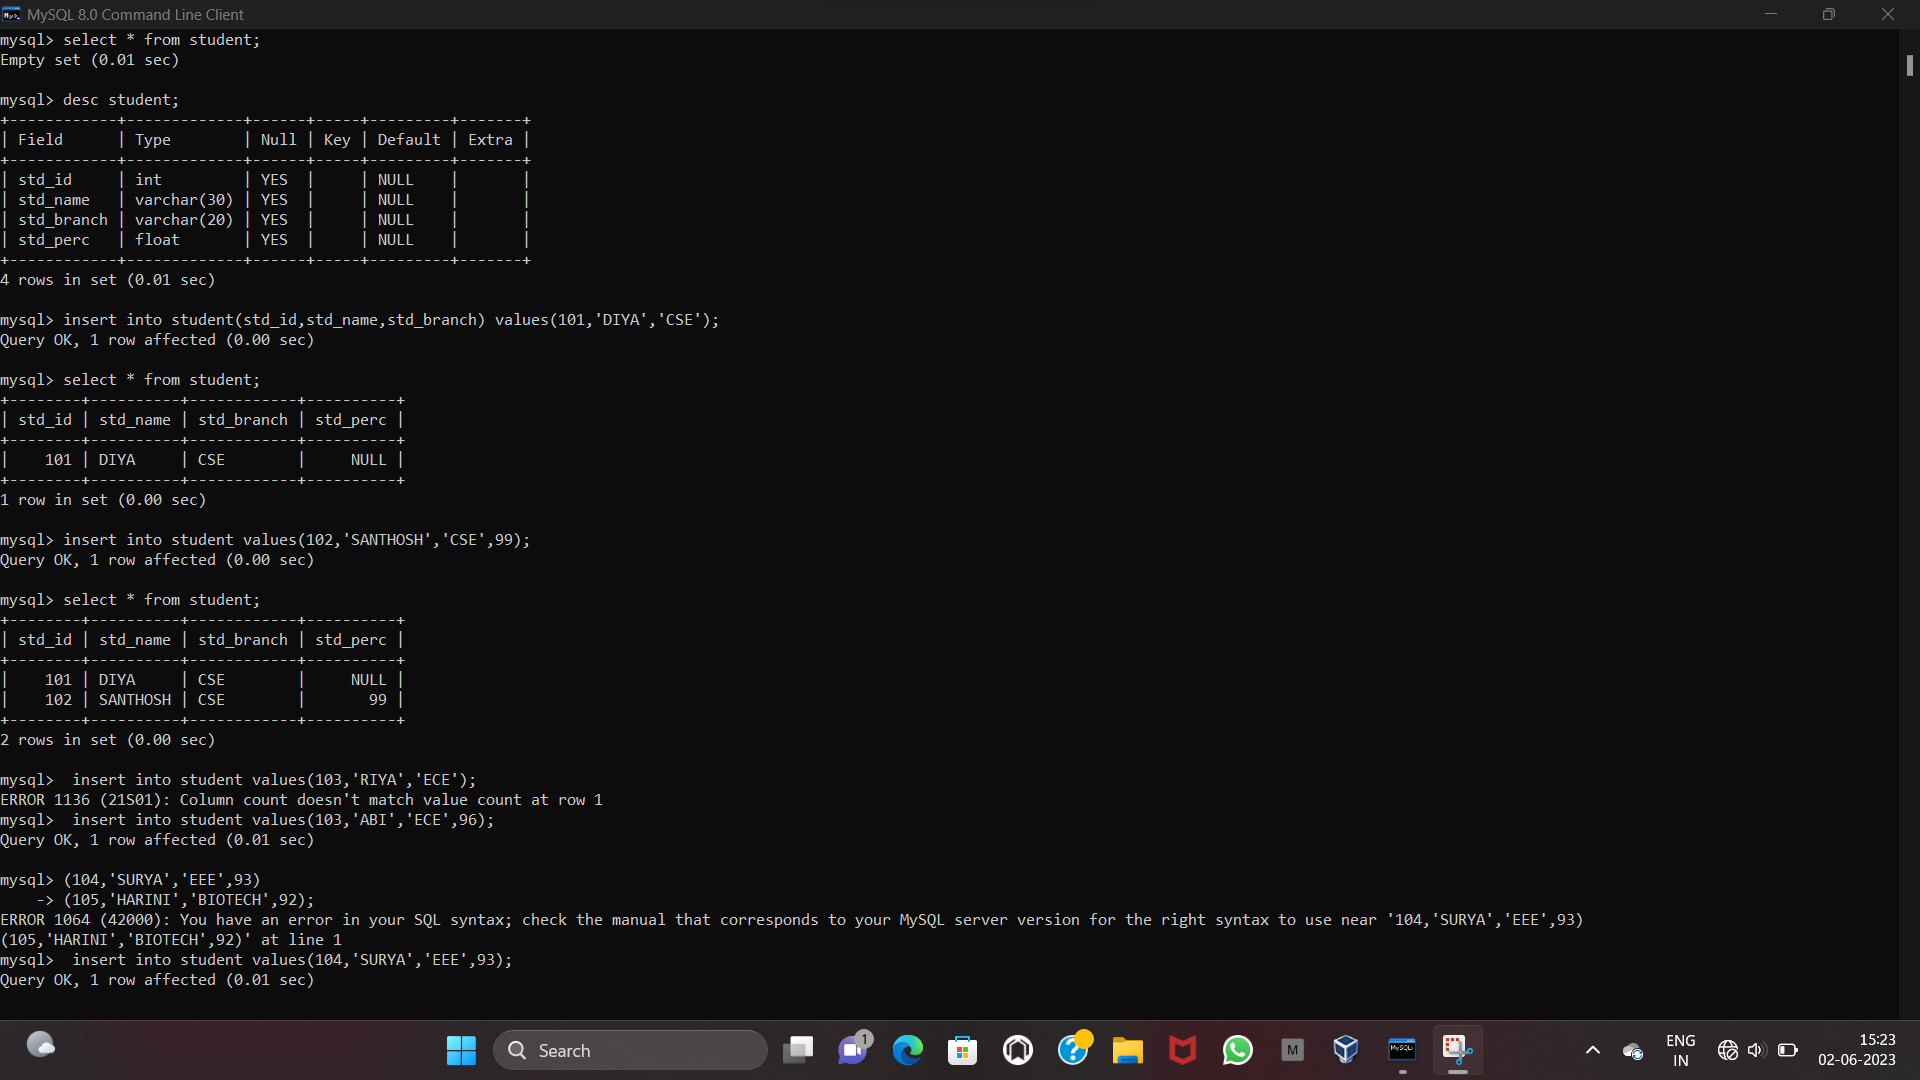 MySQL 8.0 Command Line Client
mysql> select * from student;
Empty set (0.01 sec)
mysql> desc student;
+------------+-------------+------+-----+---------+-------+
| Field      | Type        | Null | Key | Default | Extra |
+------------+-------------+------+-----+---------+-------+
| std_id     | int         | YES  |     | NULL    |       |
| std_name   | varchar(30) | YES  |     | NULL    |       |
| std_branch | varchar(20) | YES  |     | NULL    |       |
| std_perc   | float       | YES  |     | NULL    |       |
+------------+-------------+------+-----+---------+-------+
4 rows in set (0.01 sec)
mysql> insert into student(std_id,std_name,std_branch) values(101,'DIYA','CSE');
Query OK, 1 row affected (0.00 sec)
mysql> select * from student;
+--------+----------+------------+----------+
| std_id | std_name | std_branch | std_perc |
+--------+----------+------------+----------+
|    101 | DIYA     | CSE        |     NULL |
+--------+----------+------------+----------+
1 row in set (0.00 sec)
mysql> insert into student values(102,'SANTHOSH','CSE',99);
Query OK, 1 row affected (0.00 sec)
mysql> select * from student;
+--------+----------+------------+----------+
| std_id | std_name | std_branch | std_perc |
+--------+----------+------------+----------+
|    101 | DIYA     | CSE        |     NULL |
|    102 | SANTHOSH | CSE        |       99 |
+--------+----------+------------+----------+
2 rows in set (0.00 sec)
mysql>  insert into student values(103,'RIYA','ECE');
ERROR 1136 (21S01): Column count doesn't match value count at row 1
mysql>  insert into student values(103,'ABI','ECE',96);
Query OK, 1 row affected (0.01 sec)
mysql> (104,'SURYA','EEE',93)
    -> (105,'HARINI','BIOTECH',92);
ERROR 1064 (42000): You have an error in your SQL syntax; check the manual that corresponds to your MySQL server version for the right syntax to use near '104,'SURYA','EEE',93)
(105,'HARINI','BIOTECH',92)' at line 1
mysql>  insert into student values(104,'SURYA','EEE',93);
Query OK, 1 row affected (0.01 sec)
Search
1
M
MySQL
ENG
IN
15:23
02-06-2023